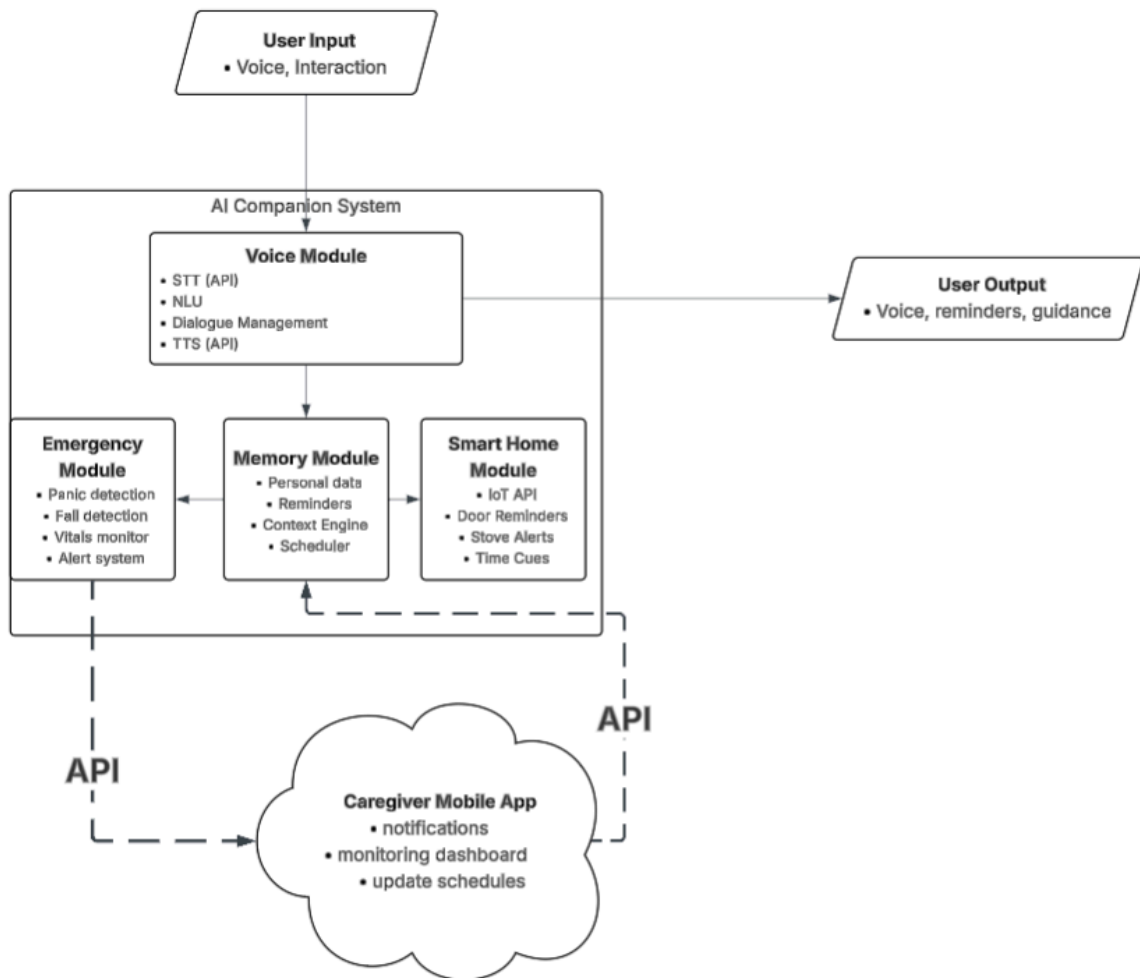 User Input
▪ Voice, Interaction
AI Companion System
Voice Module
▪ STT (API)
▪ NLU
▪ Dialogue Management
▪ TTS (API)
User Output
▪ Voice, reminders, guidance
Emergency
Module
▪ Panic detection
▪ Fall detection
▪ Vitals monitor
▪ Alert system
Memory Module
▪ Personal data
▪ Reminders
▪ Context Engine
▪ Scheduler
Smart Home
Module
▪ IoT API
▪ Door Reminders
▪ Stove Alerts
▪ Time Cues
API
API
Caregiver Mobile App
▪ notifications
▪ monitoring dashboard
▪ update schedules